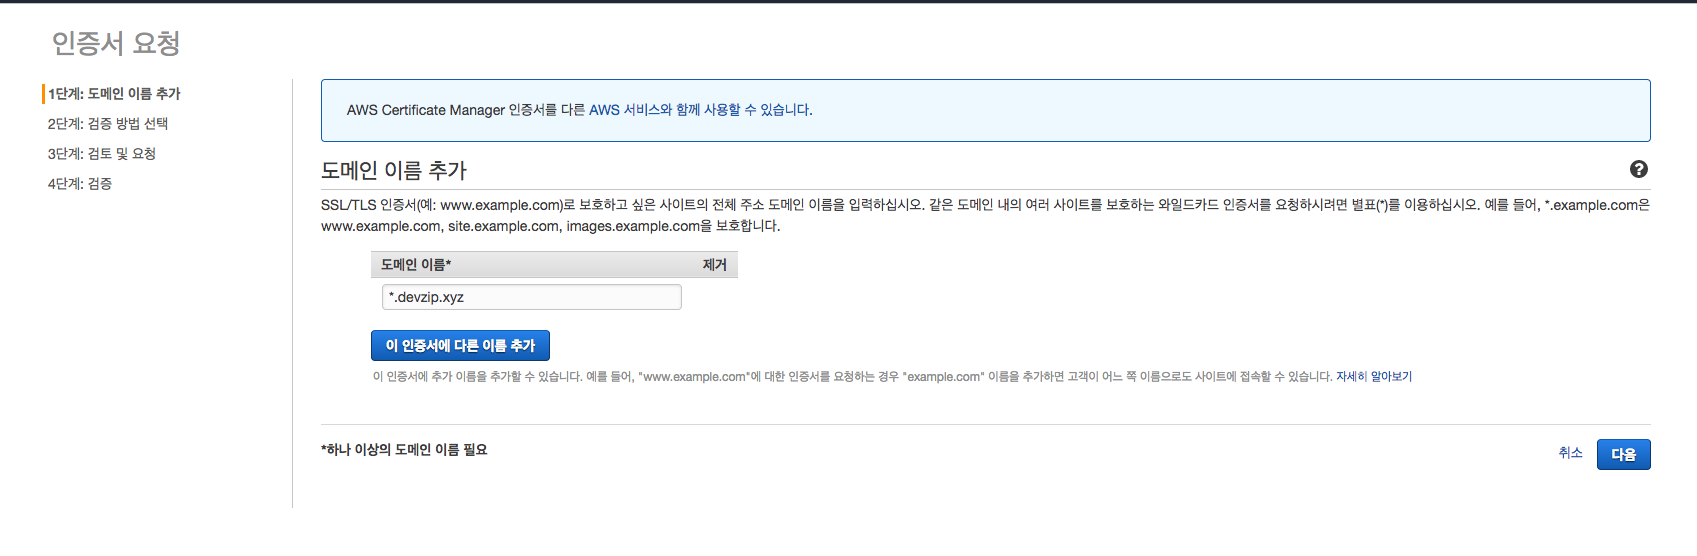 인증서 요청
1단계: 도메인 이름 추가
2단계: 검증 방법 선택
3단계: 검토 및 요청
4단계: 검증
AWS Certificate Manager 인증서를 다른 AWS 서비스와 함께 사용할 수 있습니다.
도메인 이름 추가
?
SSL/TLS 인증서(예: www.example.com)로 보호하고 싶은 사이트의 전체 주소 도메인 이름을 입력하십시오. 같은 도메인 내의 여러 사이트를 보호하는 와일드카드 인증서를 요청하시려면 별표(*)를 이용하십시오. 예를 들어, *.example.com은
www.example.com, site.example.com, images.example.com을 보호합니다.
도메인 이름* 제거
*.devzip.xyz
이 인증서에 다른 이름 추가
이 인증서에 추가 이름을 추가할 수 있습니다. 예를 들어, "www.example.com"에 대한 인증서를 요청하는 경우 "example.com" 이름을 추가하면 고객이 어느 쪽 이름으로도 사이트에 접속할 수 있습니다. 자세히 알아보기
*하나 이상의 도메인 이름 필요
취소 다음